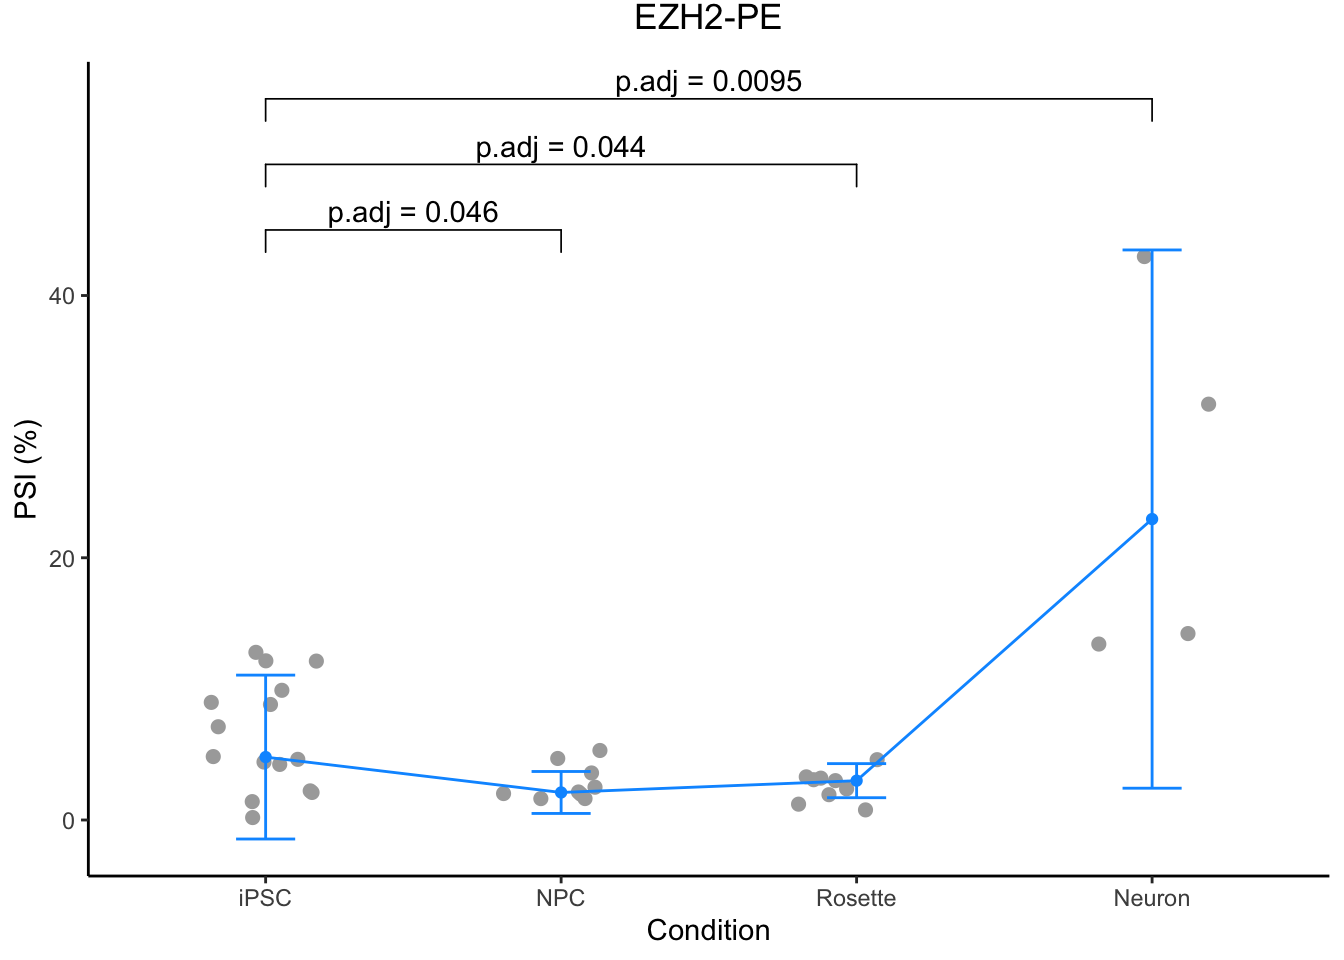 EZH2-PE
p.adj = 0.0095
p.adj = 0.044
p.adj = 0.046
40
20
0
PSI (%)
iPSC NPC Rosette Neuron
Condition